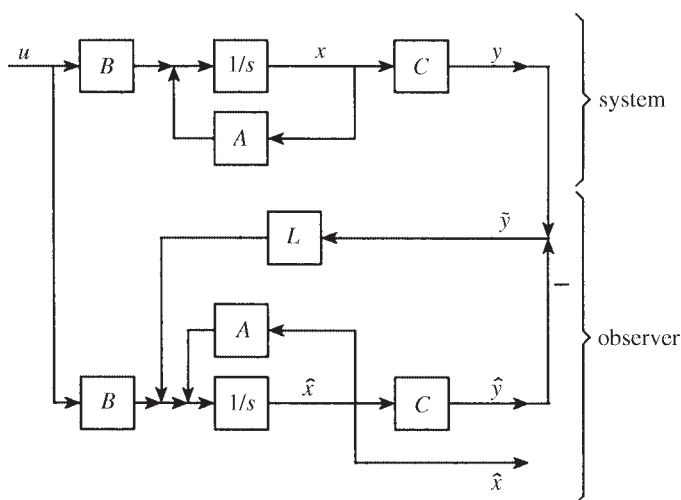 u
B
1/s
x
C
y
A
system
L
ỹ
A
observer
B
1/s
x̂
C
ŷ
–
x̂